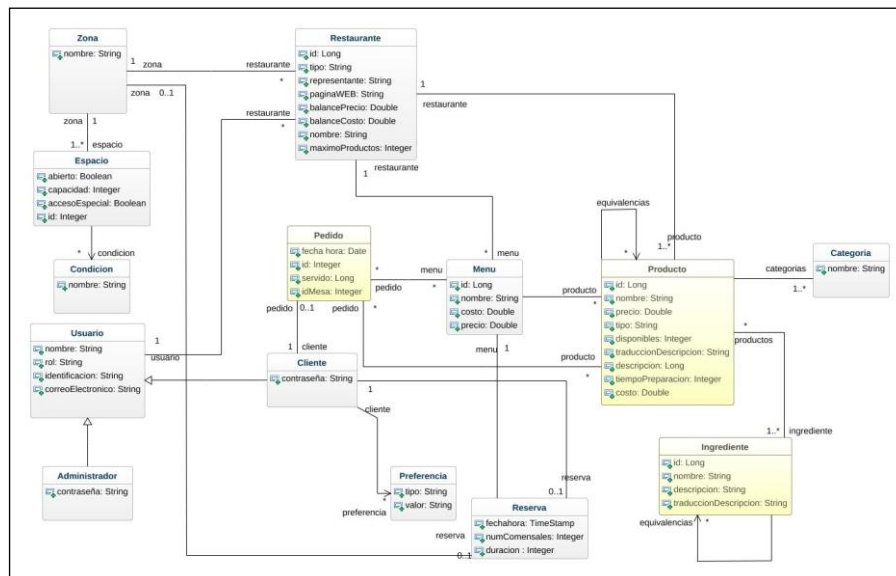 Zona
nombre: String
1 zona
restaurante
*
zona 0..1
zona 1
1..* espacio
Restaurante
id: Long
tipo: String
representante: String
paginaWEB: String
balancePrecio: Double
balanceCosto: Double
nombre: String
maximoProductos: Integer
restaurante
*
1
restaurante
restaurante
1
Espacio
abierto: Boolean
capacidad: Integer
accesoEspecial: Boolean
id: Integer
* condicion
Condicion
nombre: String
equivalencias
*
producto
1..*
Pedido
fecha hora: Date
id: Integer
servido: Long
idMesa: Integer
* menu
pedido *
* menu
Menu
id: Long
nombre: String
costo: Double
precio: Double
producto
*
Producto
id: Long
nombre: String
precio: Double
tipo: String
disponibles: Integer
traduccionDescripcion: String
descripcion: Long
tiempoPreparacion: Integer
costo: Double
categorias
1..*
Categoria
nombre: String
*
productos
0..1
pedido
pedido
*
1 cliente
menu 1
producto
*
Usuario
nombre: String
rol: String
identificacion: String
correoElectronico: String
1
usuario
Cliente
contraseña: String
1
cliente
1..* ingrediente
Ingrediente
id: Long
nombre: String
descripcion: String
traduccionDescripcion: String
equivalencias *
Administrador
contraseña: String
Preferencia
tipo: String
valor: String
*
preferencia
reserva
0..1
Reserva
fechahora: TimeStamp
numComensales: Integer
duracion : Integer
reserva
0..1